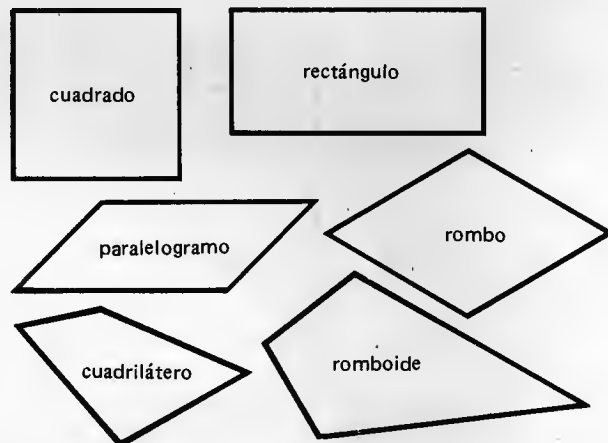 cuadrado
rectángulo
paralelogramo
rombo
cuadrilátero
romboide